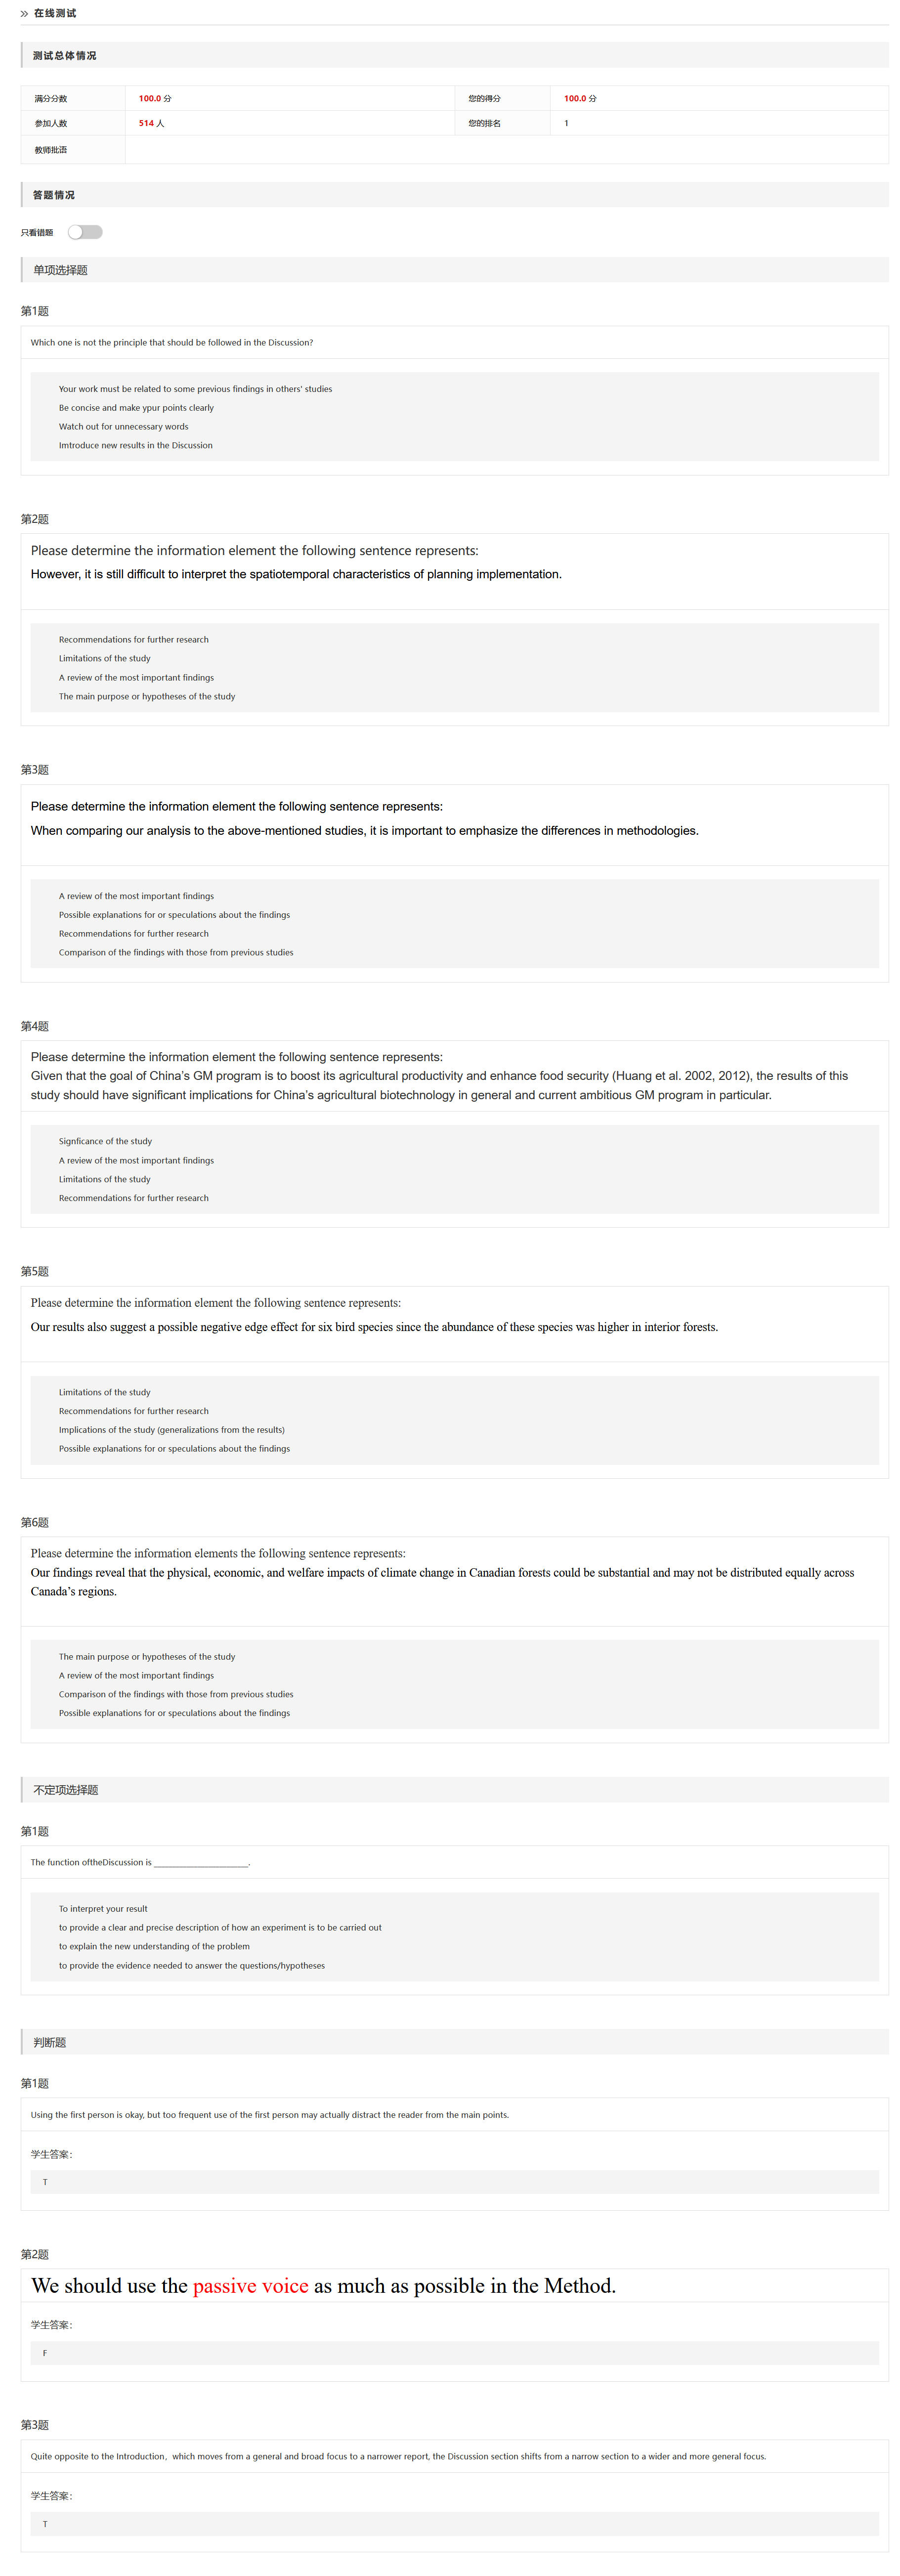 » 在线测试
测试总体情况
满分分数 100.0 分 您的得分 100.0 分
参加人数 514 人 您的排名 1
教师批语
答题情况
只看错题
单项选择题
第1题
Which one is not the principle that should be followed in the Discussion?
Your work must be related to some previous findings in others' studies
Be concise and make ypur points clearly
Watch out for unnecessary words
Imtroduce new results in the Discussion
第2题
Please determine the information element the following sentence represents:
However, it is still difficult to interpret the spatiotemporal characteristics of planning implementation.
Recommendations for further research
Limitations of the study
A review of the most important findings
The main purpose or hypotheses of the study
第3题
Please determine the information element the following sentence represents:
When comparing our analysis to the above-mentioned studies, it is important to emphasize the differences in methodologies.
A review of the most important findings
Possible explanations for or speculations about the findings
Recommendations for further research
Comparison of the findings with those from previous studies
第4题
Please determine the information element the following sentence represents:
Given that the goal of China's GM program is to boost its agricultural productivity and enhance food security (Huang et al. 2002, 2012), the results of this
study should have significant implications for China's agricultural biotechnology in general and current ambitious GM program in particular.
Signficance of the study
A review of the most important findings
Limitations of the study
Recommendations for further research
第5题
Please determine the information element the following sentence represents:
Our results also suggest a possible negative edge effect for six bird species since the abundance of these species was higher in interior forests.
Limitations of the study
Recommendations for further research
Implications of the study (generalizations from the results)
Possible explanations for or speculations about the findings
第6题
Please determine the information elements the following sentence represents:
Our findings reveal that the physical, economic, and welfare impacts of climate change in Canadian forests could be substantial and may not be distributed equally across
Canada's regions.
The main purpose or hypotheses of the study
A review of the most important findings
Comparison of the findings with those from previous studies
Possible explanations for or speculations about the findings
不定项选择题
第1题
The function oftheDiscussion is ______________________.
To interpret your result
to provide a clear and precise description of how an experiment is to be carried out
to explain the new understanding of the problem
to provide the evidence needed to answer the questions/hypotheses
判断题
第1题
Using the first person is okay, but too frequent use of the first person may actually distract the reader from the main points.
学生答案:
T
第2题
We should use the passive voice as much as possible in the Method.
学生答案:
F
第3题
Quite opposite to the Introduction, which moves from a general and broad focus to a narrower report, the Discussion section shifts from a narrow section to a wider and more general focus.
学生答案:
T